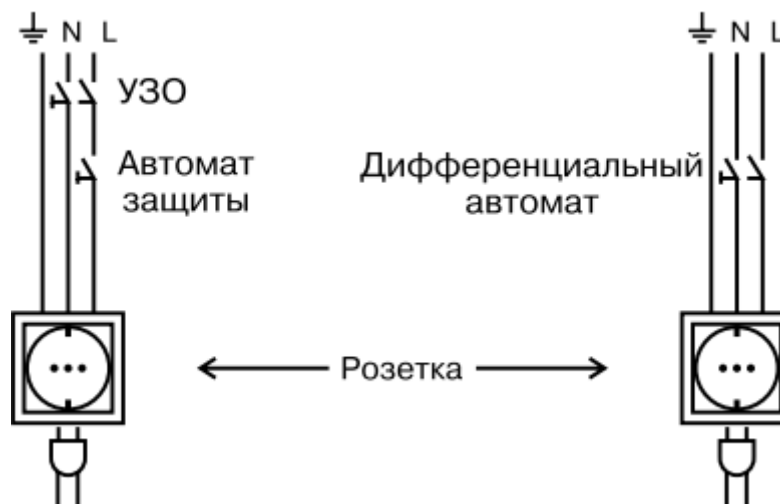 N L
УЗО
Автомат
защиты
N L
Дифференциальный
автомат
Розетка